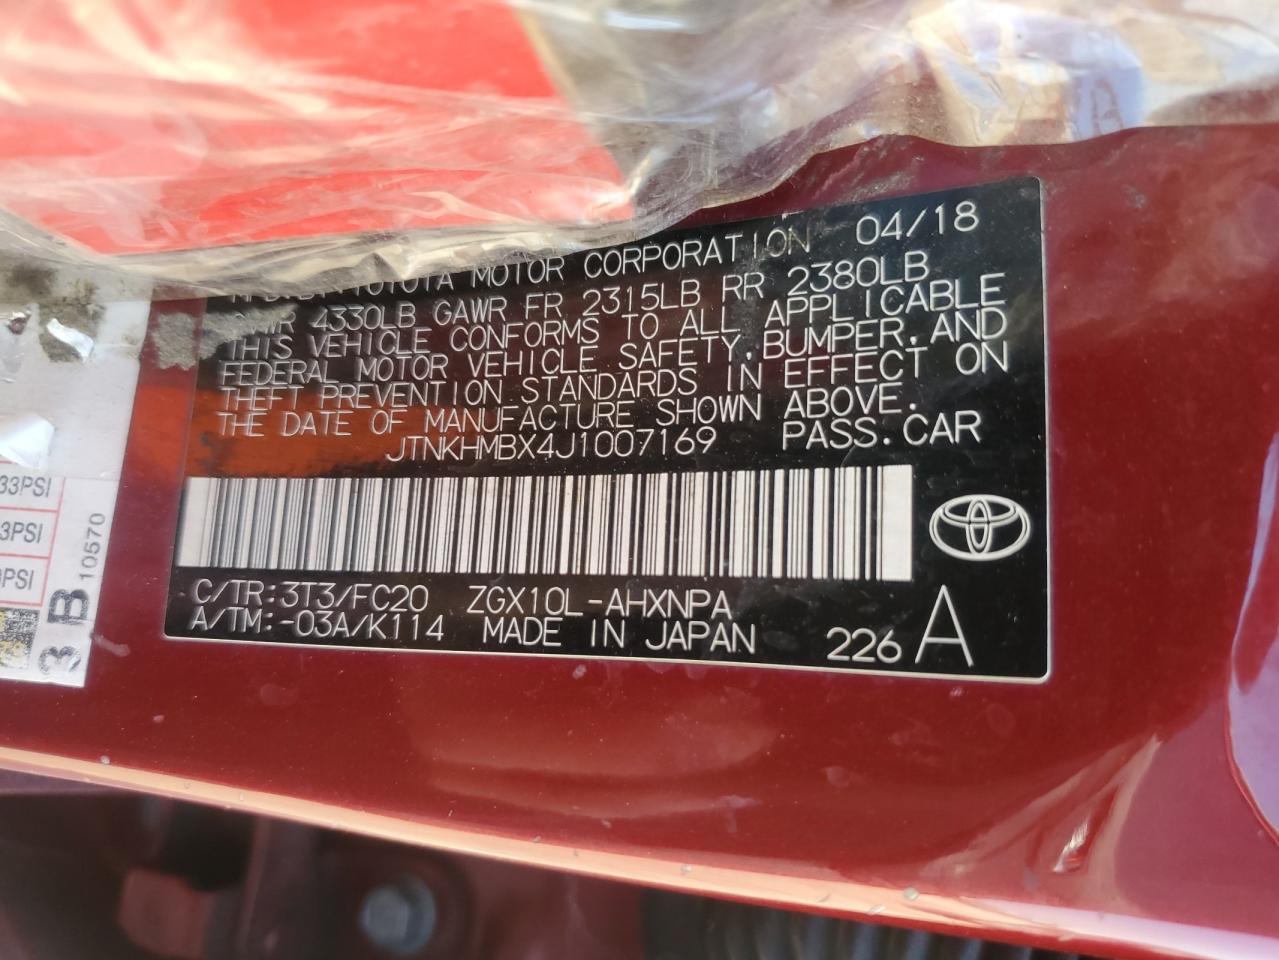 TOYOTA MOTOR CORPORATION 04/18
4330LB GAWR FR 2315LB RR 2380LB
THIS VEHICLE CONFORMS TO ALL APPLICABLE
FEDERAL MOTOR VEHICLE SAFETY, BUMPER, AND
THEFT PREVENTION STANDARDS IN EFFECT ON
THE DATE OF MANUFACTURE SHOWN ABOVE.
JTNKHMBX4J1007169 PASS. CAR
C/TR: 3T3/FC20 ZGX10L-AHXNPA
A/TM: -03A/K114 MADE IN JAPAN 226 A
33PSI
3PSI
PSI
3 B 10570